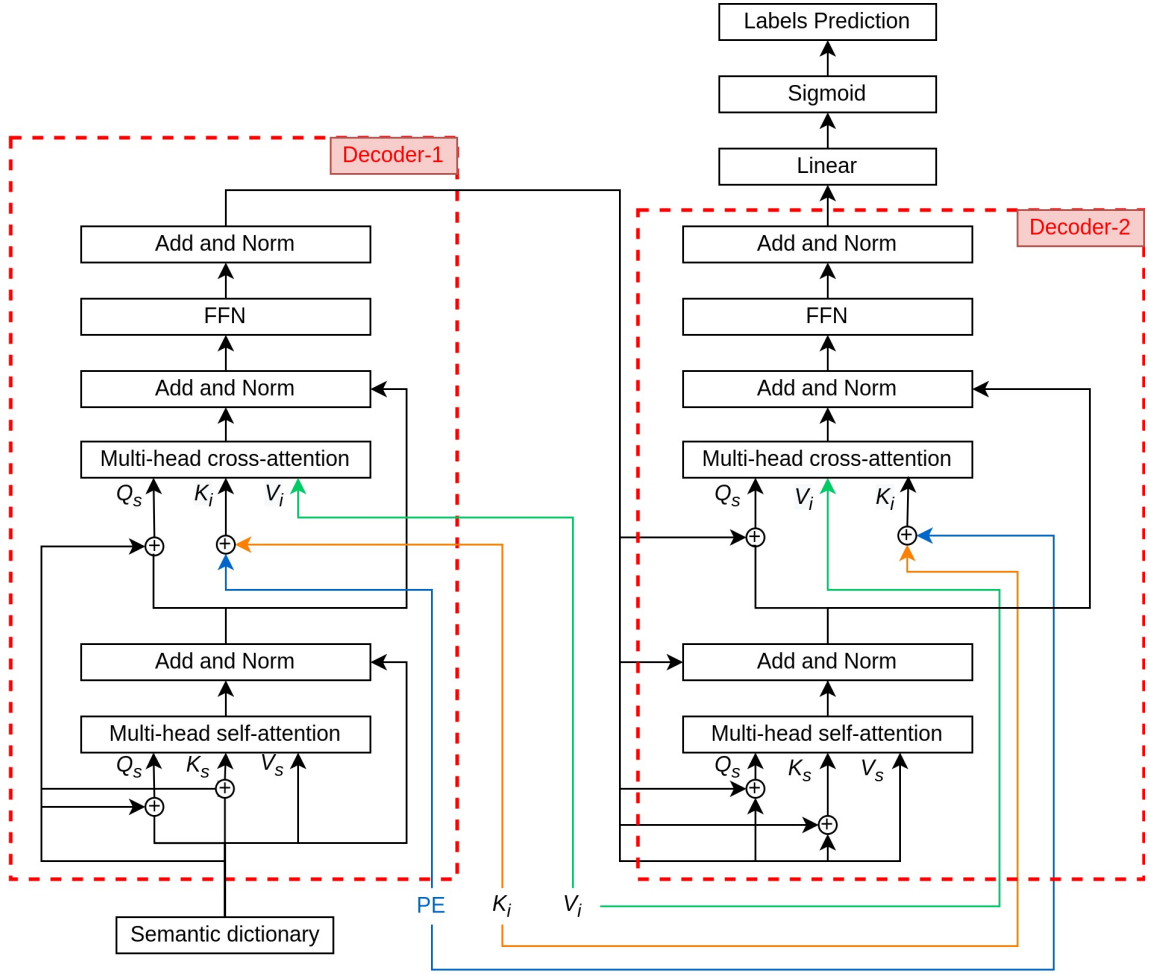 Labels Prediction
Sigmoid
Linear
Decoder-1
Add and Norm
FFN
Add and Norm
Multi-head cross-attention
Qs Ki Vi
Add and Norm
Multi-head self-attention
Qs Ks Vs
Semantic dictionary
PE Ki Vi
Decoder-2
Add and Norm
FFN
Add and Norm
Multi-head cross-attention
Qs Vi Ki
Add and Norm
Multi-head self-attention
Qs Ks Vs